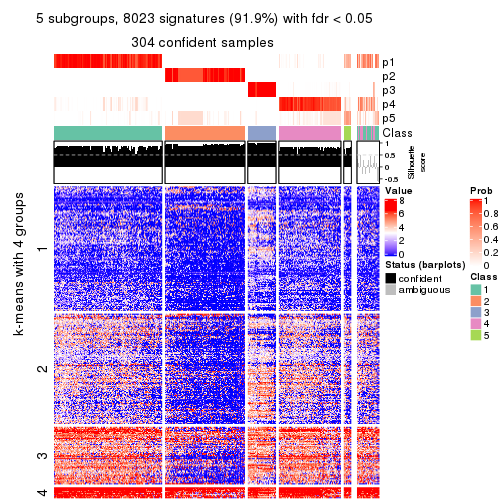 5 subgroups, 8023 signatures (91.9%) with fdr < 0.05
304 confident samples
p1
p2
p3
p4
p5
Class
1
0.5
0
-0.5
Silhouette
score
k-means with 4 groups
1
2
3
4
Value
8
6
4
2
0
Status (barplots)
confident
ambiguous
Prob
1
0.8
0.6
0.4
0.2
0
Class
1
2
3
4
5